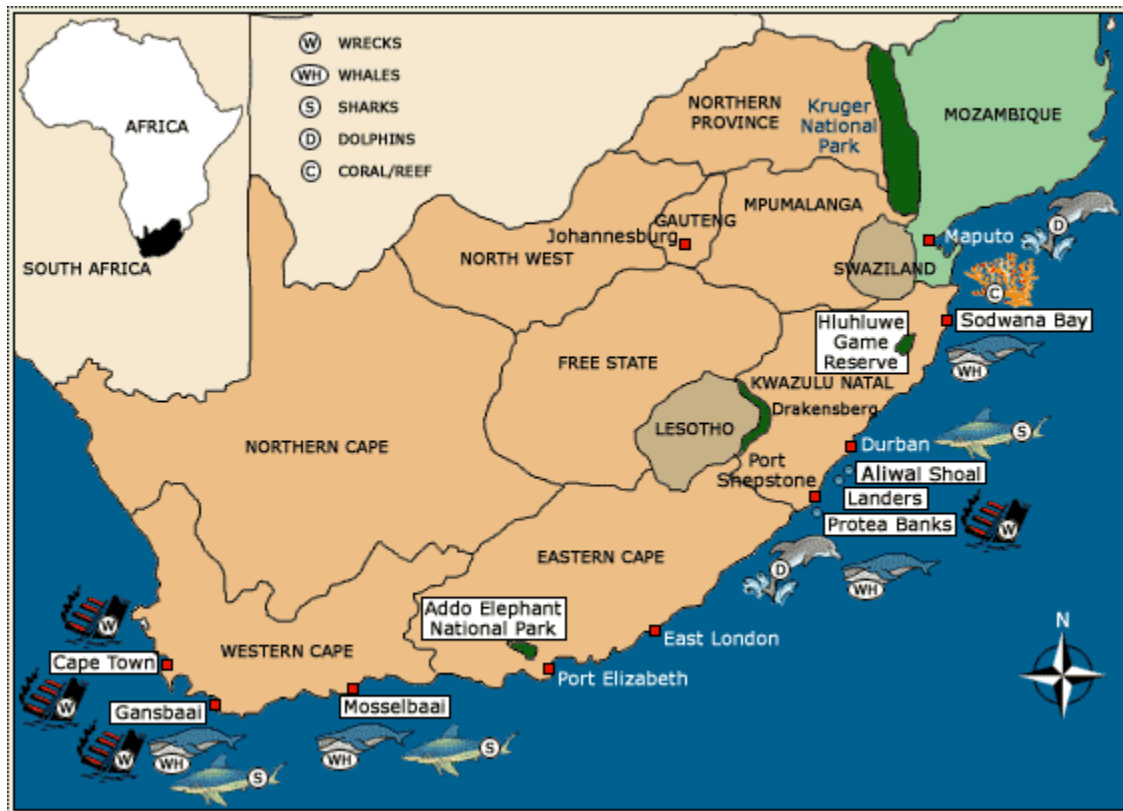 W WRECKS
WH WHALES
S SHARKS
D DOLPHINS
C CORAL/REEF
AFRICA
SOUTH AFRICA
NORTHERN
PROVINCE
Kruger
National
Park
MOZAMBIQUE
MPUMALANGA
GAUTENG
Johannesburg
NORTH WEST
SWAZILAND
Maputo
D
C
Sodwana Bay
Hluhluwe
Game
Reserve
WH
FREE STATE
KWAZULU NATAL
Drakensberg
LESOTHO
NORTHERN CAPE
Durban
S
Port
Shepstone
Aliwal Shoal
Landers
Protea Banks
W
EASTERN CAPE
D
WH
Addo Elephant
National Park
East London
Port Elizabeth
WESTERN CAPE
W
Cape Town
W
Gansbaai
Mosselbaai
W
WH
S
WH
S
N